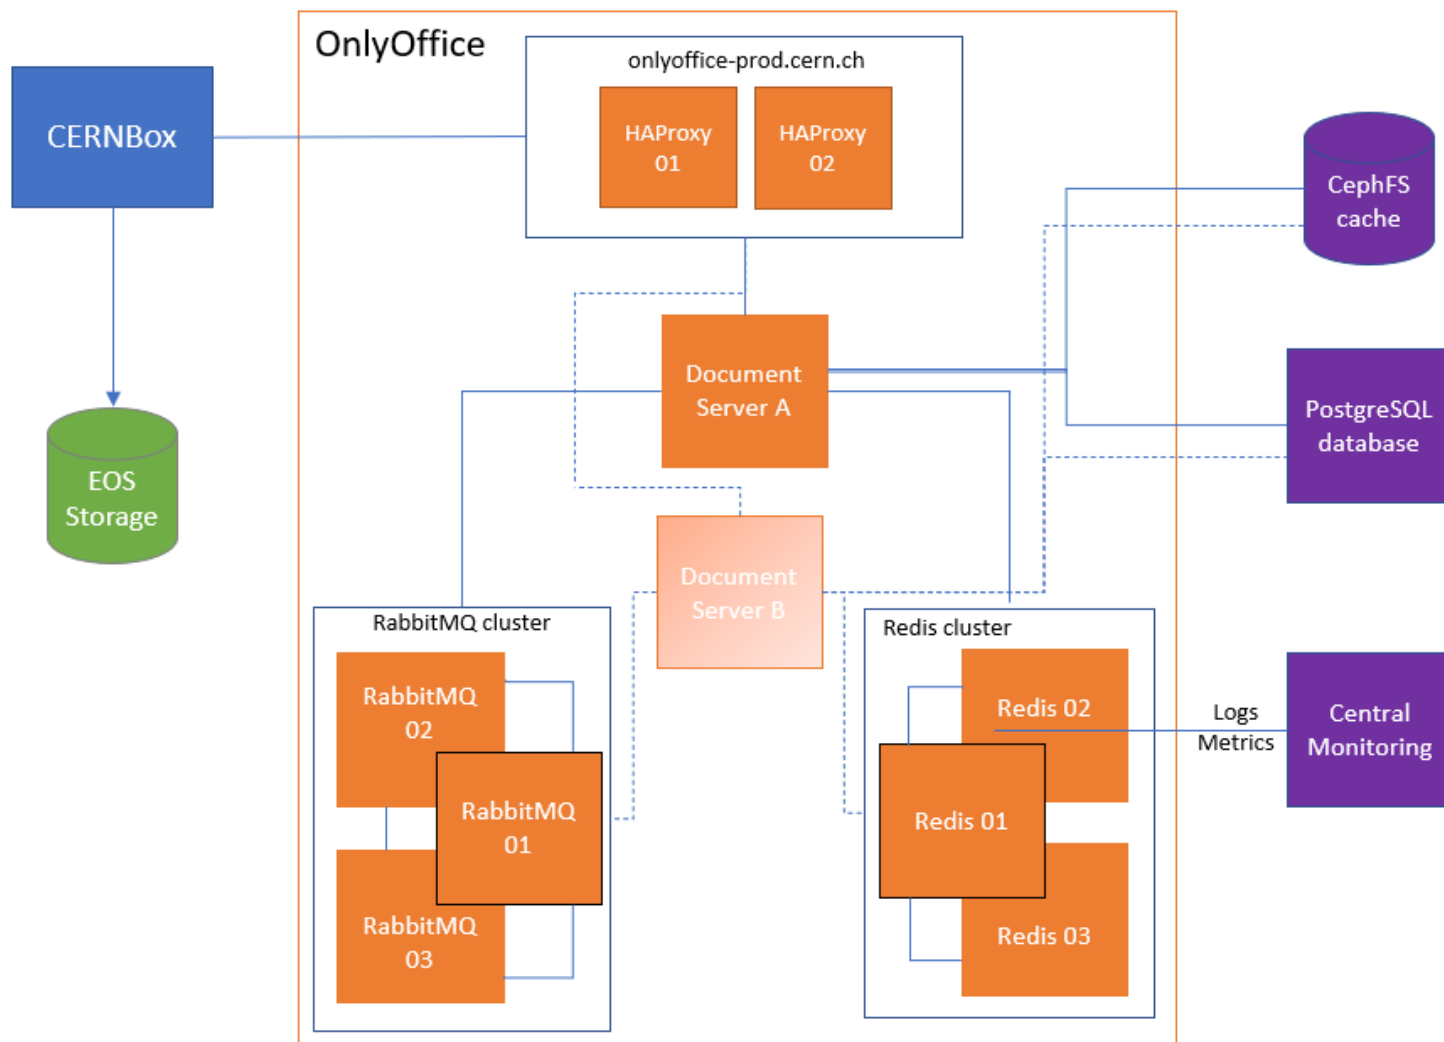 OnlyOffice
onlyoffice-prod.cern.ch
CERNBox
HAProxy
01
HAProxy
02
CephFS
cache
Document
Server A
PostgreSQL
database
EOS
Storage
Document
Server B
RabbitMQ cluster
RabbitMQ
02
RabbitMQ
01
RabbitMQ
03
Redis cluster
Redis 02
Redis 01
Redis 03
Logs
Metrics
Central
Monitoring